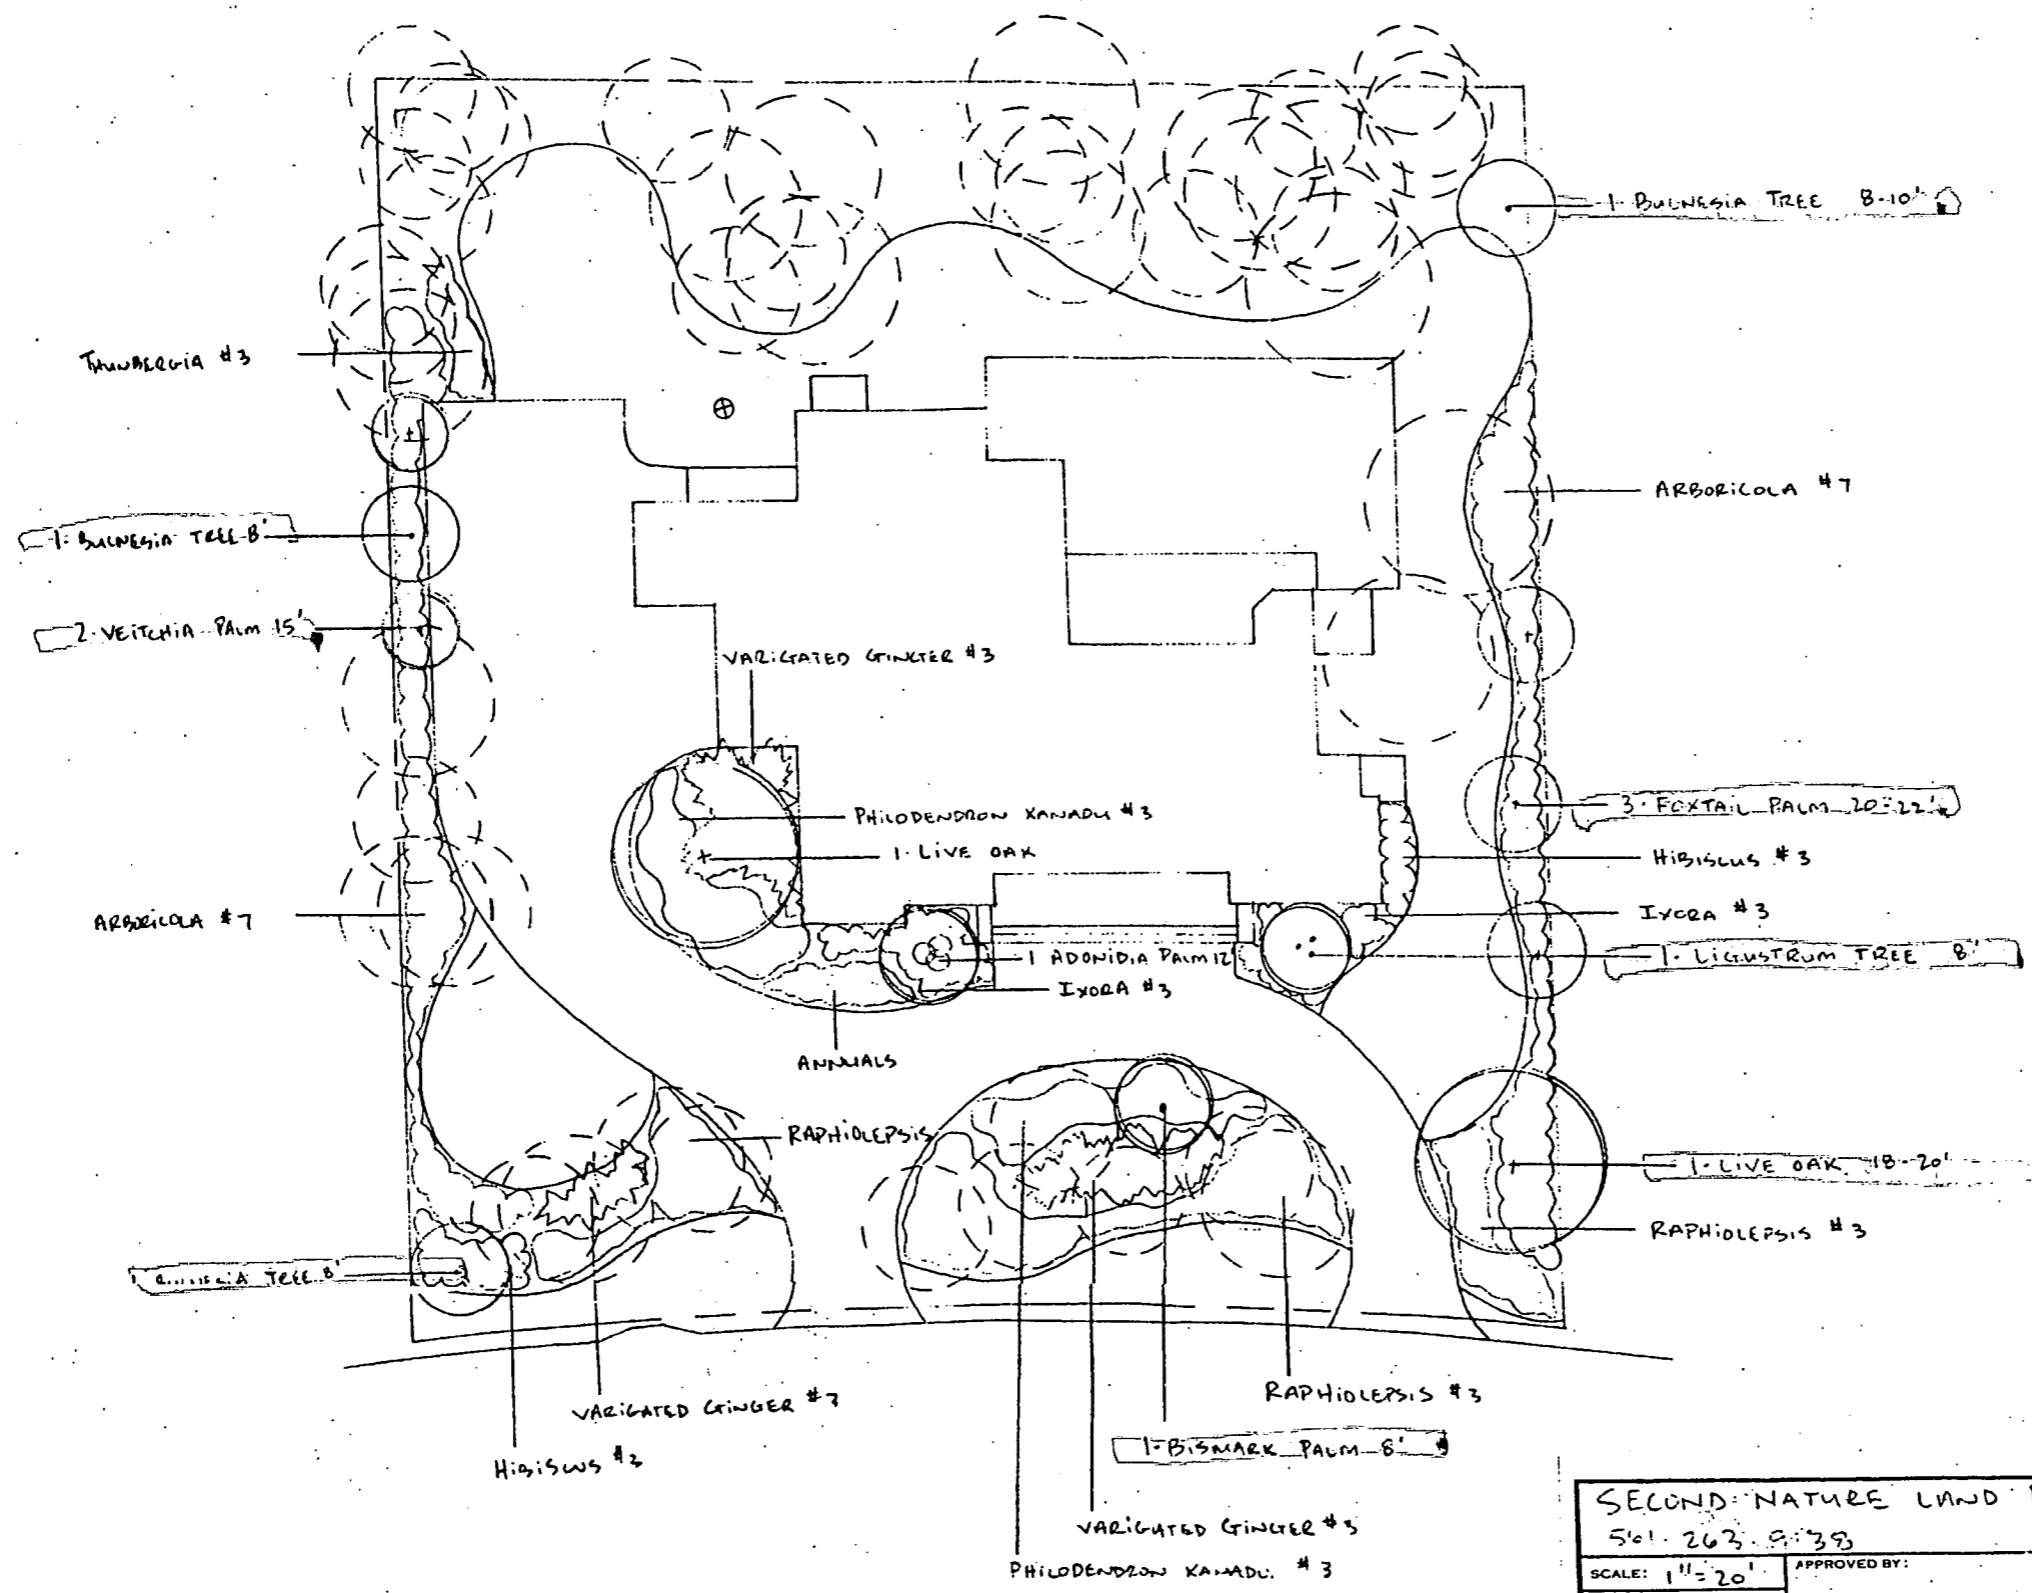 1. BULNESIA TREE 8-10'
THUNBERGIA #3
ARBORICOLA #7
1. BULNESIA TREE 8'
2. VEITCHIA PALM 15'
VARIGATED GINGER #3
3. FOXTAIL PALM 20-22'
PHILODENDRON XANADU #3
1. LIVE OAK
HIBISCUS #3
ARBORICOLA #7
IXORA #3
1 ADONIDIA PALM 12'
1. LIGUSTRUM TREE 8'
IXORA #3
ANNUALS
RAPHIOLEPSIS
1. LIVE OAK 18-20'
RAPHIOLEPSIS #3
TREE 8'
VARIGATED GINGER #3
RAPHIOLEPSIS #3
1-BISMARK PALM 8'
HIBISCUS #3
VARIGATED GINGER #3
PHILODENDRON XANADU #3
SECOND NATURE LAND
561. 263.
SCALE: 1"=20'
APPROVED BY: